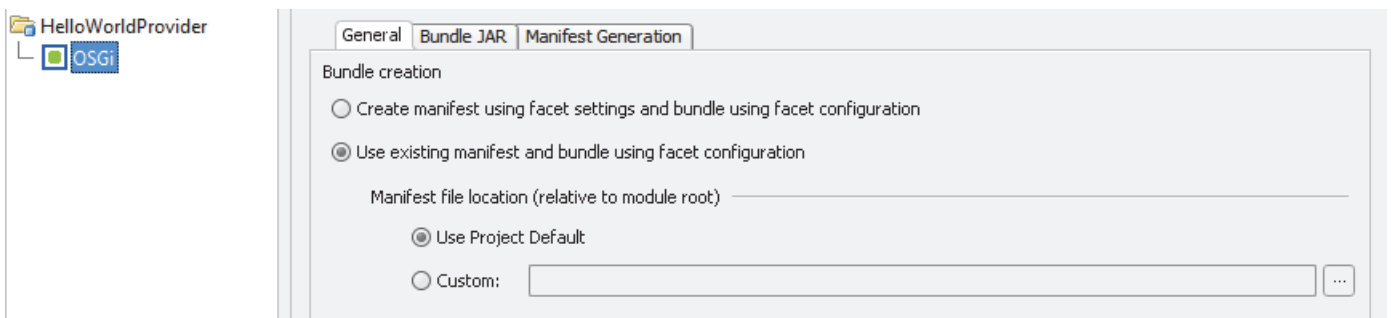 HelloWorldProvider
OSGi
General Bundle JAR Manifest Generation
Bundle creation
Create manifest using facet settings and bundle using facet configuration
Use existing manifest and bundle using facet configuration
Manifest file location (relative to module root)
Use Project Default
Custom: ...